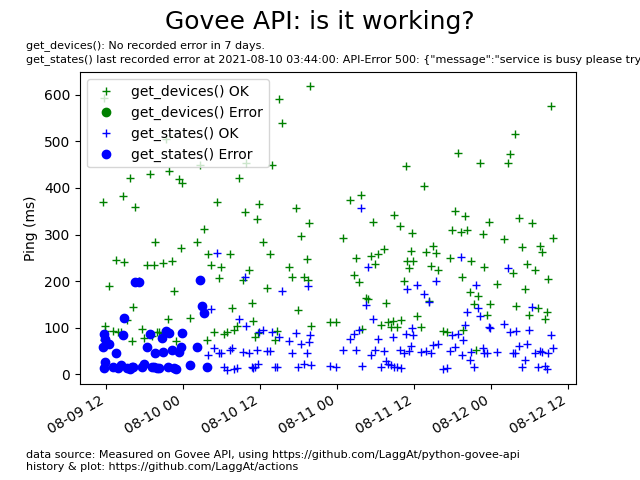 Govee API: is it working?
get_devices(): No recorded error in 7 days.
get_states() last recorded error at 2021-08-10 03:44:00: API-Error 500: {"message":"service is busy please try
600
500
400
300
200
100
0
Ping (ms)
get_devices() OK
get_devices() Error
get_states() OK
get_states() Error
08-09 12
08-10 00
08-10 12
08-11 00
08-11 12
08-12 00
08-12 12
data source: Measured on Govee API, using https://github.com/LaggAt/python-govee-api
history & plot: https://github.com/LaggAt/actions